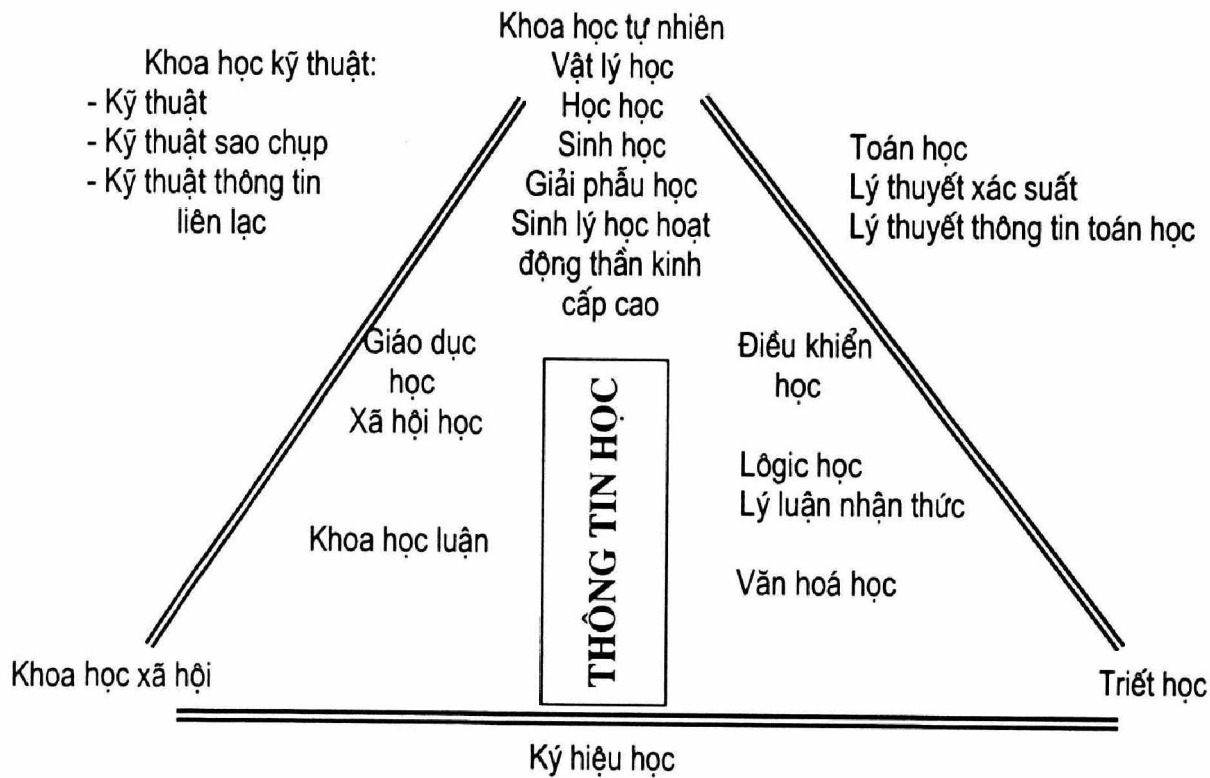 Khoa học tự nhiên
Vật lý học
Học học
Sinh học
Giải phẫu học
Sinh lý học hoạt
động thần kinh
cấp cao
Khoa học kỹ thuật:
- Kỹ thuật
- Kỹ thuật sao chụp
- Kỹ thuật thông tin
liên lạc
Toán học
Lý thuyết xác suất
Lý thuyết thông tin toán học
Giáo dục
học
Xã hội học
Khoa học luận
THÔNG TIN HỌC
Điều khiển
học
Lôgic học
Lý luận nhận thức
Văn hoá học
Khoa học xã hội
Triết học
Ký hiệu học